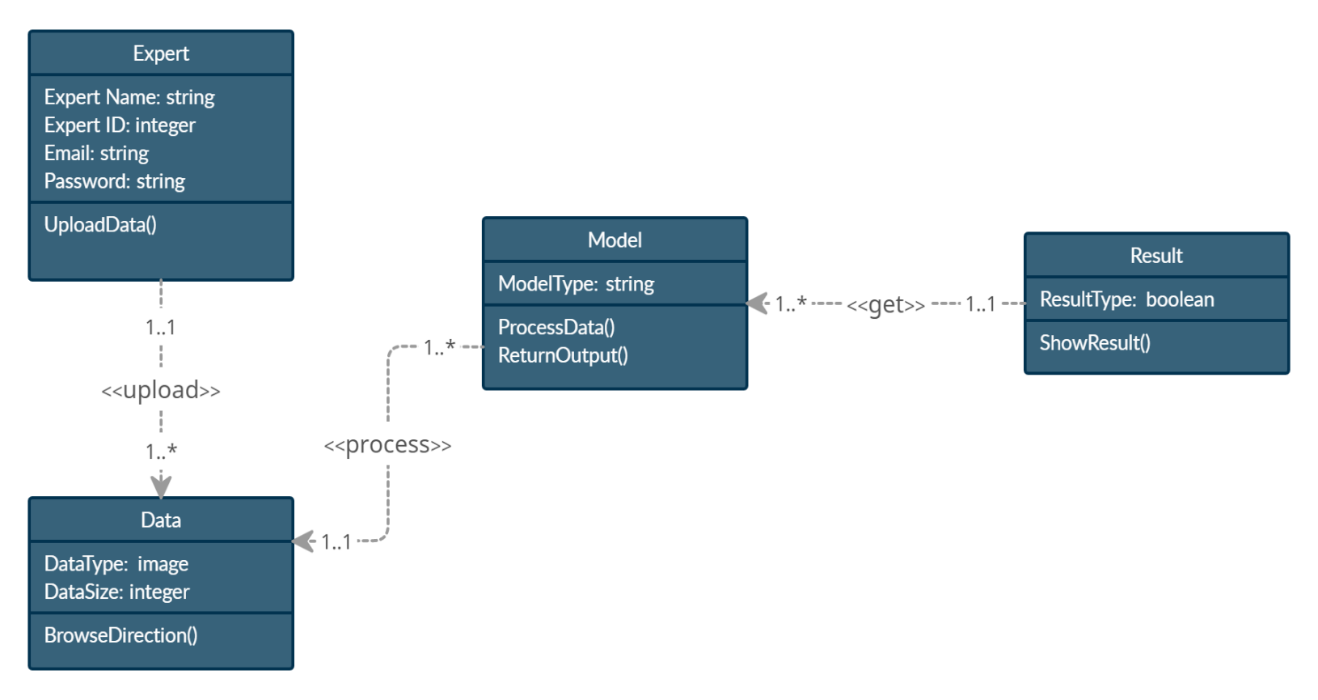 Expert
Expert Name: string
Expert ID: integer
Email: string
Password: string
UploadData()
1..1
<<upload>>
1..*
Data
DataType: image
DataSize: integer
BrowseDirection()
1..*
<<process>>
1..1
Model
ModelType: string
ProcessData()
ReturnOutput()
1..*
<<get>>
1..1
Result
ResultType: boolean
ShowResult()